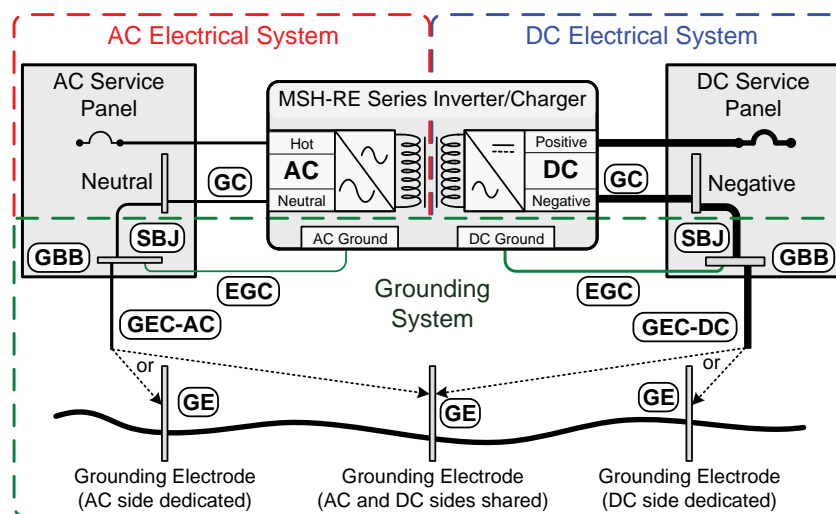 AC Electrical System
DC Electrical System
AC Service
Panel
MSH-RE Series Inverter/Charger
DC Service
Panel
Hot
AC
Neutral
Positive
DC
Negative
Neutral
GC
GC
Negative
SBJ
SBJ
GBB
GBB
AC Ground
DC Ground
EGC
EGC
Grounding
System
GEC-AC
GEC-DC
or
or
GE
GE
GE
Grounding Electrode
(AC side dedicated)
Grounding Electrode
(AC and DC sides shared)
Grounding Electrode
(DC side dedicated)